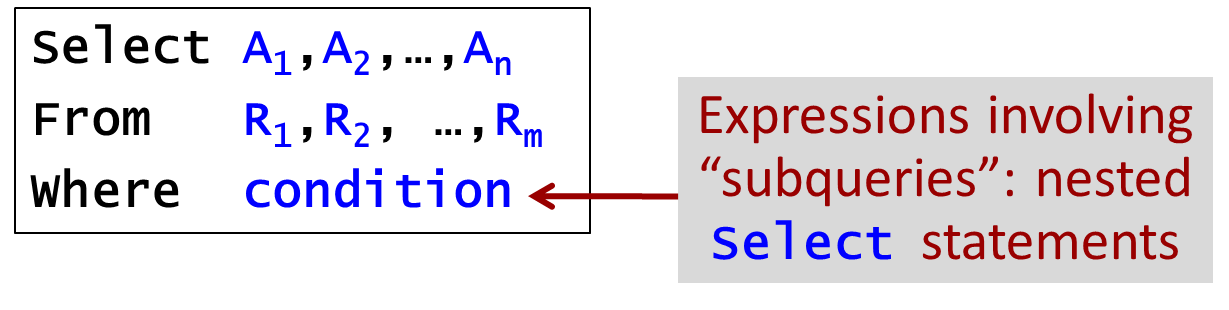 Select A₁,A₂,…,Aₙ
From R₁,R₂, …,Rₘ
Where condition
Expressions involving
“subqueries”: nested
Select statements